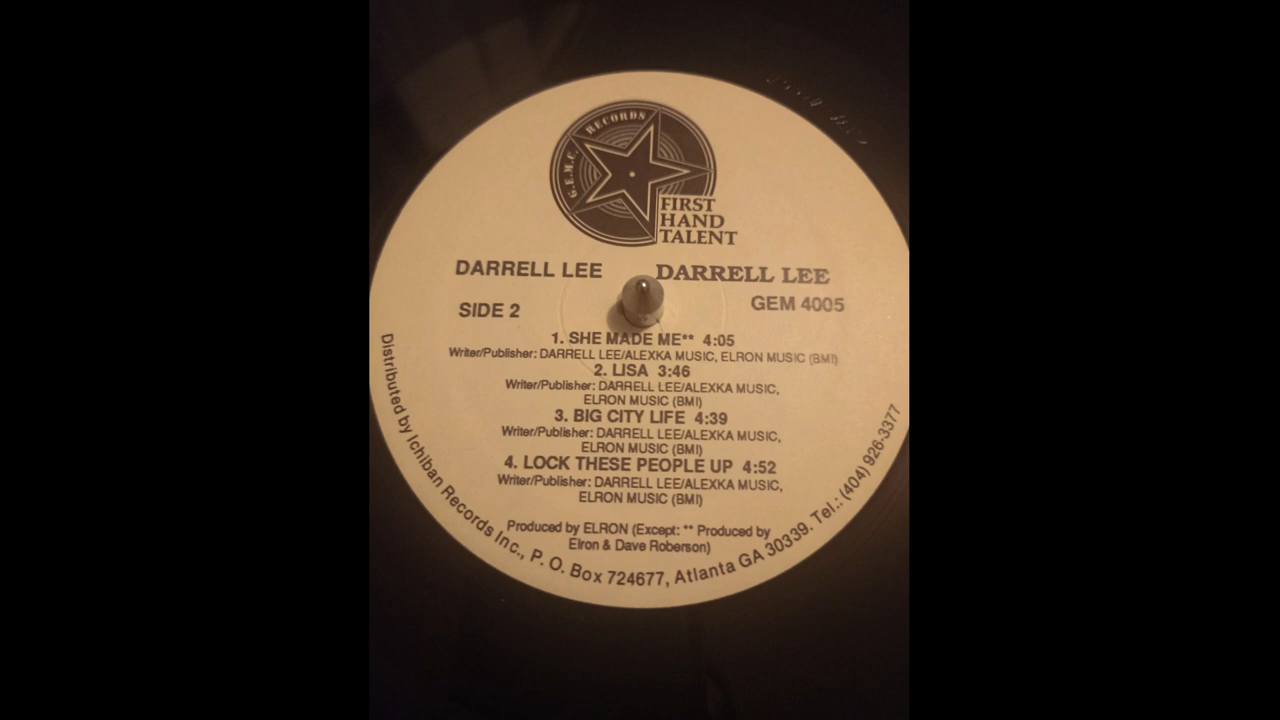 G.E.M.C. RECORDS
FIRST
HAND
TALENT
DARRELL LEE DARRELL LEE
SIDE 2 GEM 4005
1. SHE MADE ME** 4:05
Writer/Publisher: DARRELL LEE/ALEXKA MUSIC, ELRON MUSIC (BMI)
2. LISA 3:46
Writer/Publisher: DARRELL LEE/ALEXKA MUSIC,
ELRON MUSIC (BMI)
3. BIG CITY LIFE 4:39
Writer/Publisher: DARRELL LEE/ALEXKA MUSIC,
ELRON MUSIC (BMI)
4. LOCK THESE PEOPLE UP 4:52
Writer/Publisher: DARRELL LEE/ALEXKA MUSIC,
ELRON MUSIC (BMI)
Produced by ELRON (Except: ** Produced by
Elron & Dave Roberson)
Distributed by Ichiban Records Inc., P. O. Box 724677, Atlanta GA 30339. Tel.: (404) 926-3377